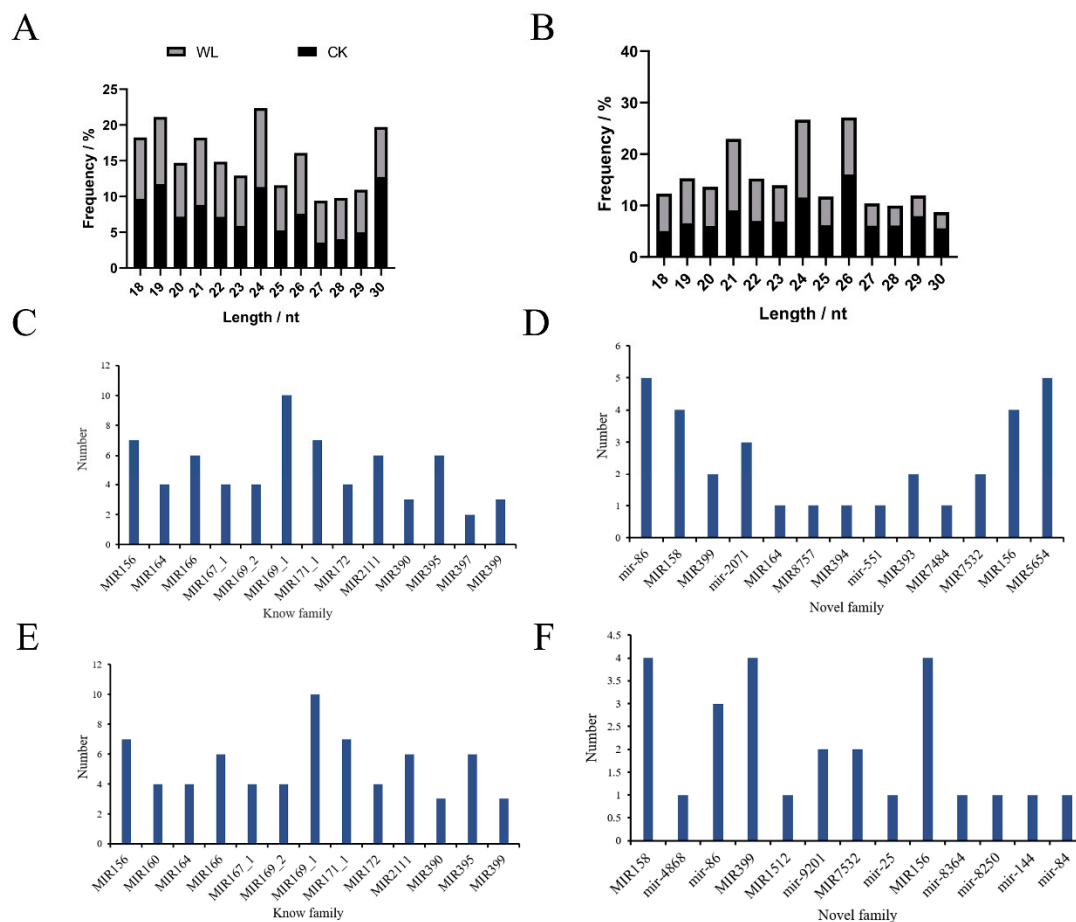 A
WL
CK
Frequency / %
25
20
15
10
5
0
18
19
20
21
22
23
24
25
26
27
28
29
30
Length / nt
B
Frequency / %
40
30
20
10
0
18
19
20
21
22
23
24
25
26
27
28
29
30
Length / nt
C
Number
12
10
8
6
4
2
0
MIR156
MIR164
MIR166
MIR167_1
MIR169_2
MIR169_1
MIR171_1
MIR172
MIR2111
MIR390
MIR395
MIR397
MIR399
Know family
D
Number
6
5
4
3
2
1
0
mir-86
MIR158
MIR399
mir-2071
MIR164
MIR8757
MIR394
mir-551
MIR393
MIR7484
MIR7532
MIR156
MIR5654
Novel family
E
Number
12
10
8
6
4
2
0
MIR156
MIR160
MIR164
MIR166
MIR167_1
MIR169_2
MIR169_1
MIR171_1
MIR172
MIR2111
MIR390
MIR395
MIR399
Know family
F
Number
4.5
4
3.5
3
2.5
2
1.5
1
0.5
0
MIR158
mir-4868
mir-86
MIR399
MIR1512
mir-9201
MIR7532
mir-25
MIR156
mir-8364
mir-8250
mir-144
mir-84
Novel family